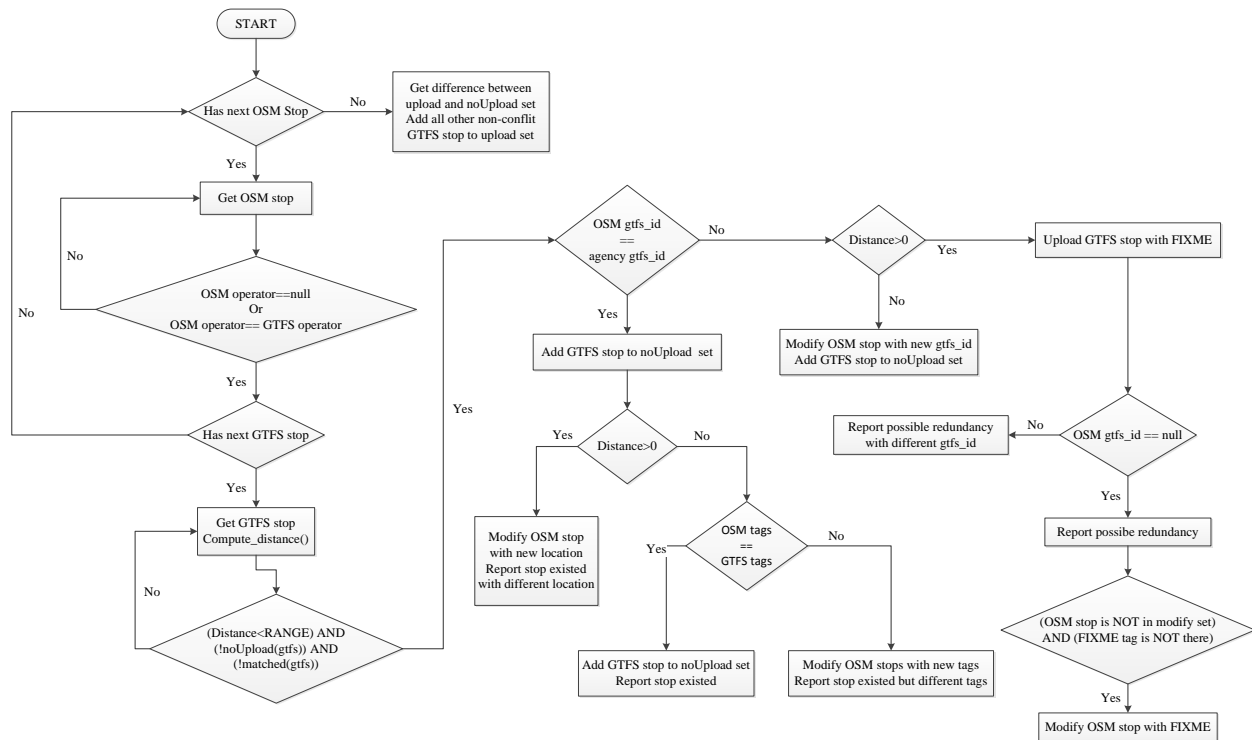 START
Has next OSM Stop
No
Get difference between
upload and noUpload set
Add all other non-conflit
GTFS stop to upload set
Yes
Get OSM stop
No
OSM operator==null
Or
OSM operator== GTFS operator
No
Yes
Has next GTFS stop
Yes
Get GTFS stop
Compute_distance()
No
(Distance<RANGE) AND
(!noUpload(gtfs)) AND
(!matched(gtfs))
Yes
OSM gtfs_id
==
agency gtfs_id
No
Yes
Add GTFS stop to noUpload  set
Distance>0
Yes
No
Modify OSM stop
with new location
Report stop existed
with different location
OSM tags
==
GTFS tags
Yes
No
Add GTFS stop to noUpload set
Report stop existed
Modify OSM stops with new tags
Report stop existed but different tags
Distance>0
Yes
No
Modify OSM stop with new gtfs_id
Add GTFS stop to noUpload set
Upload GTFS stop with FIXME
OSM gtfs_id == null
No
Report possible redundancy
with different gtfs_id
Yes
Report possibe redundancy
(OSM stop is NOT in modify set)
AND (FIXME tag is NOT there)
Yes
Modify OSM stop with FIXME